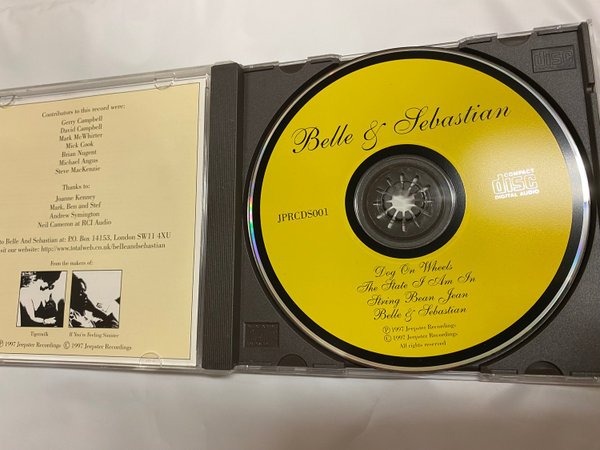 Contributors to this record were:
Gerry Campbell
David Campbell
Mark McWhirter
Mick Cook
Brian Nugent
Michael Angus
Steve MacKenzie
Thanks to:
Joanne Kenney
Mark, Ben and Stef
Andrew Symington
Neil Cameron at RCI Audio
to Belle And Sebastian at: P.O. Box 14153, London SW11 4XU
sit our website: http://www.totalweb.co.uk/belleandsebastian
From the makers of:
Tigermilk
If You're Feeling Sinister
Ⓟ 1997 Jeepster Recordings © 1997 Jeepster Recordings
Belle & Sebastian
JPRCDS001
COMPACT
disc
DIGITAL AUDIO
Dog On Wheels
The State I Am In
String Bean Jean
Belle & Sebastian
Ⓟ 1997 Jeepster Recordings
© 1997 Jeepster Recordings
All rights reserved
disc